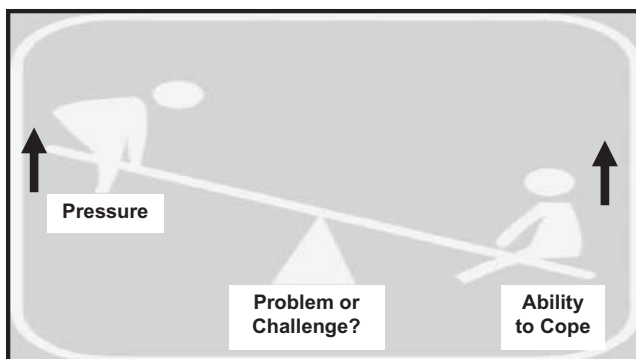 Pressure
Problem or
Challenge?
Ability
to Cope